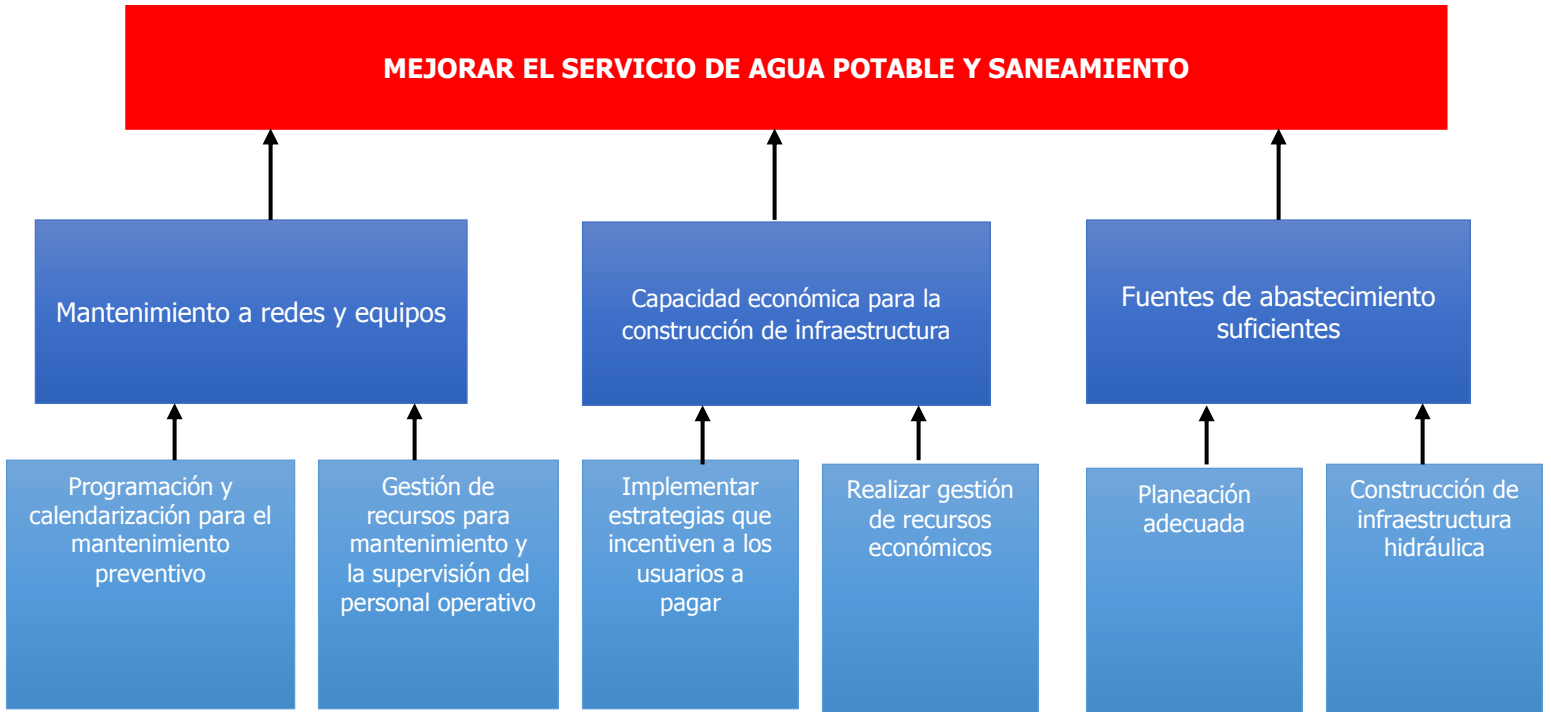 MEJORAR EL SERVICIO DE AGUA POTABLE Y SANEAMIENTO
Mantenimiento a redes y equipos
Capacidad económica para la
construcción de infraestructura
Fuentes de abastecimiento
suficientes
Programación y
calendarización para el
mantenimiento
preventivo
Gestión de
recursos para
mantenimiento y
la supervisión del
personal operativo
Implementar
estrategias que
incentiven a los
usuarios a
pagar
Realizar gestión
de recursos
económicos
Planeación
adecuada
Construcción de
infraestructura
hidráulica